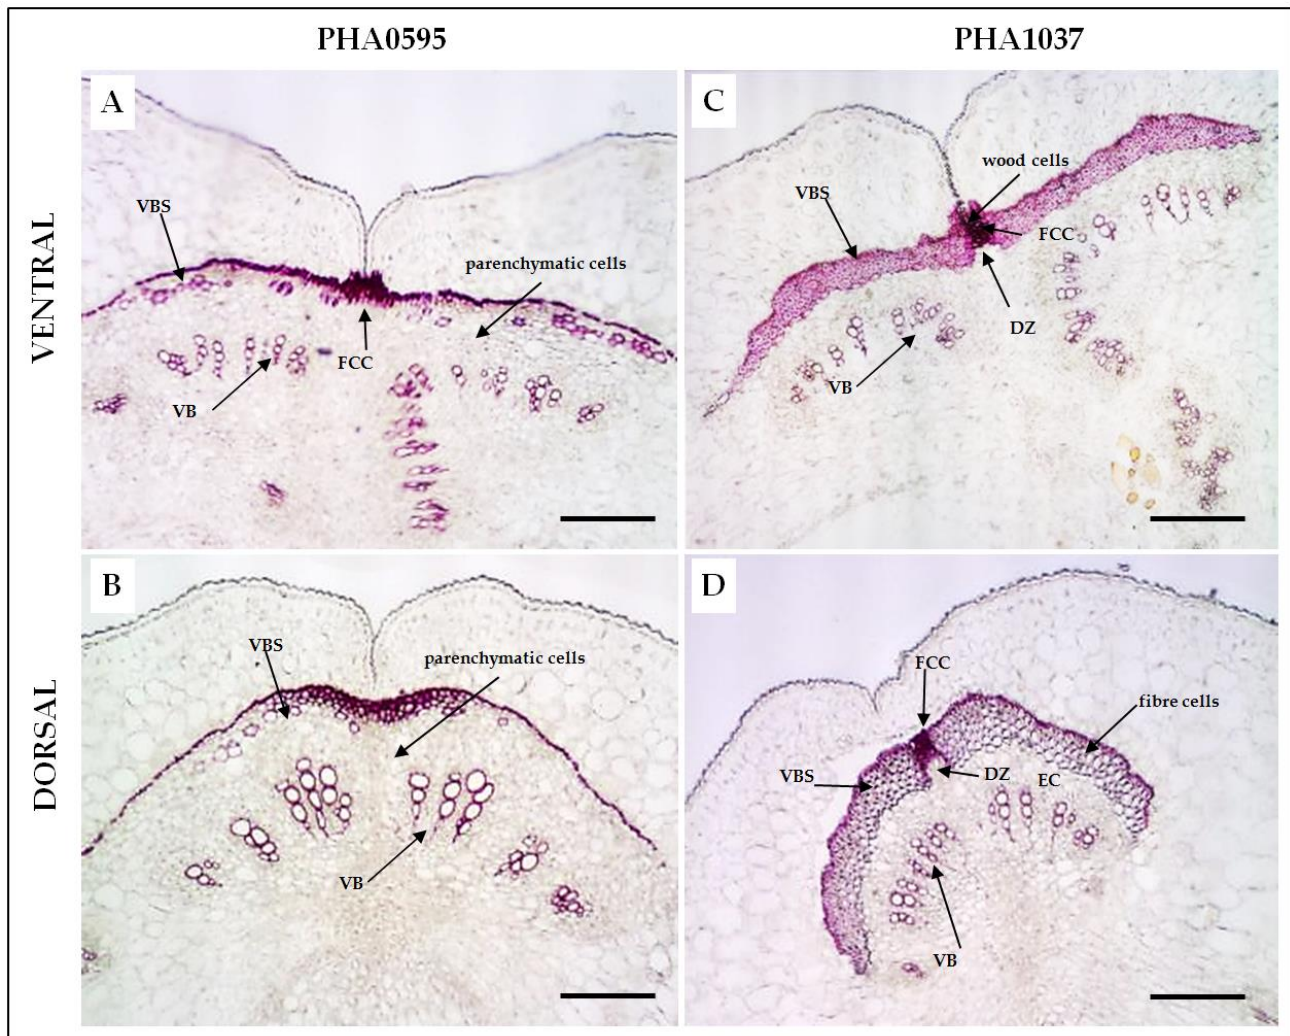 PHA0595
PHA1037
VENTRAL
A
VBS
parenchymatic cells
FCC
VB
C
wood cells
VBS
FCC
DZ
VB
DORSAL
B
VBS
parenchymatic cells
VB
D
FCC
fibre cells
VBS
DZ
EC
VB